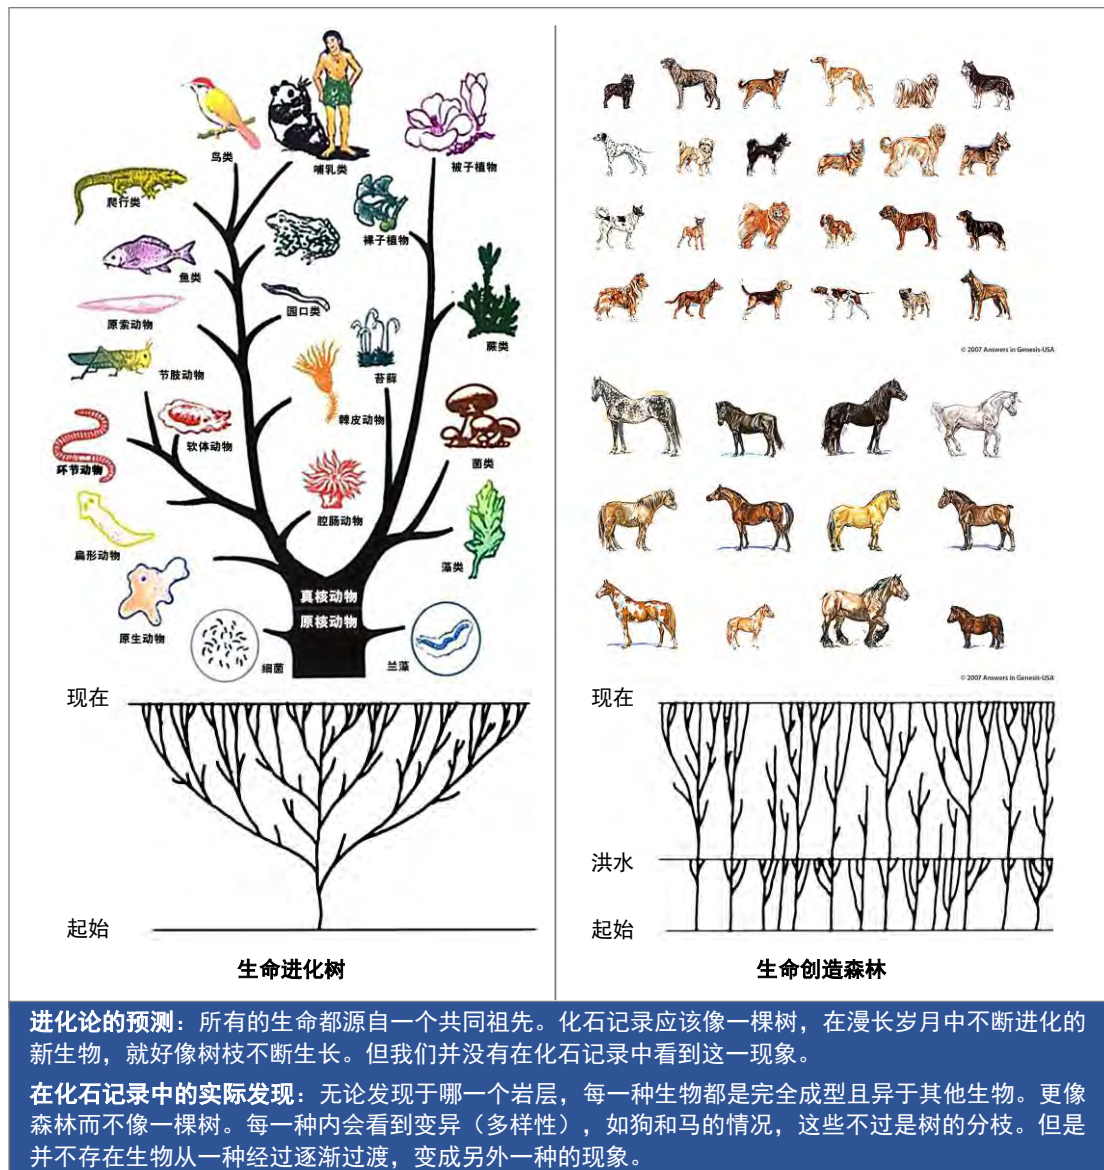 鸟类
哺乳类
被子植物
爬行类
裸子植物
鱼类
园口类
原索动物
蕨类
节肢动物
苔藓
棘皮动物
软体动物
菌类
环节动物
腔肠动物
扁形动物
藻类
真核动物
原核动物
原生动物
细菌
兰藻
© 2007 Answers in Genesis-USA
© 2007 Answers in Genesis-USA
现在
起始
生命进化树
现在
洪水
起始
生命创造森林
进化论的预测：所有的生命都源自一个共同祖先。化石记录应该像一棵树，在漫长岁月中不断进化的
新生物，就好像树枝不断生长。但我们并没有在化石记录中看到这一现象。
在化石记录中的实际发现：无论发现于哪一个岩层，每一种生物都是完全成型且异于其他生物。更像
森林而不像一棵树。每一种内会看到变异（多样性），如狗和马的情况，这些不过是树的分枝。但是
并不存在生物从一种经过逐渐过渡，变成另外一种的现象。